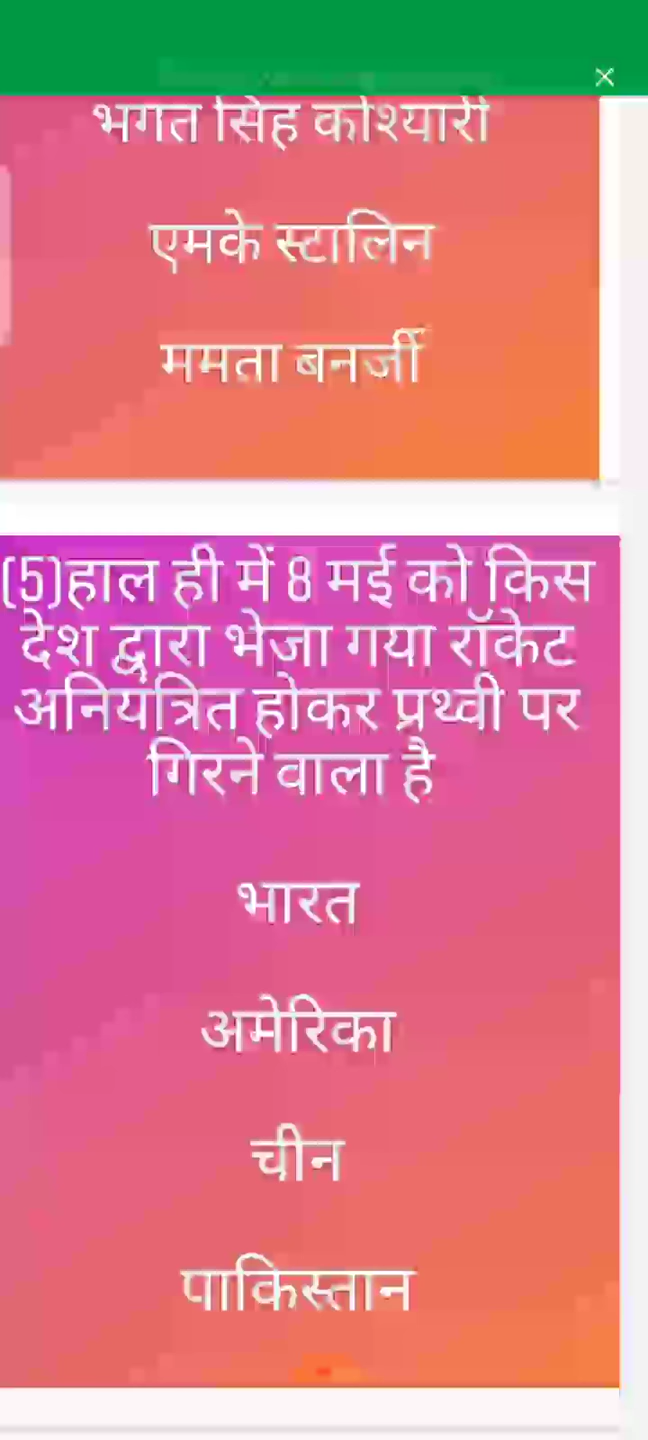 भगत सिंह कोश्यारी
एमके स्टालिन
ममता बनर्जी
(5)हाल ही में 8 मई को किस
देश द्वारा भेजा गया रॉकेट
अनियंत्रित होकर प्रथ्वी पर
गिरने वाला है
भारत
अमेरिका
चीन
पाकिस्तान